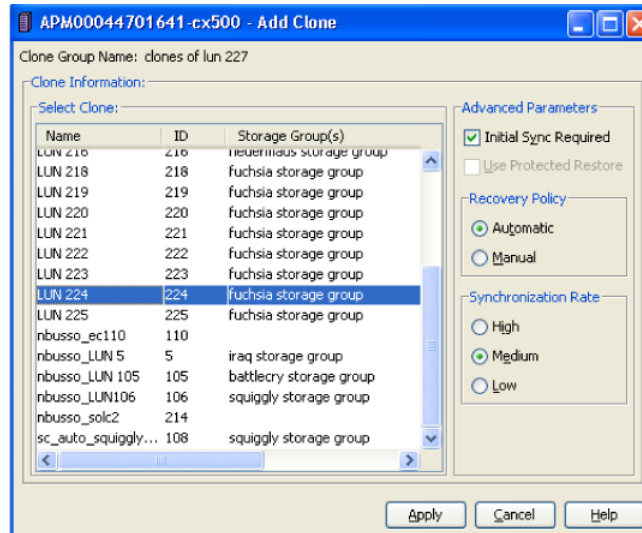 APM00044701641-cx500 - Add Clone
Clone Group Name: clones of lun 227
Clone Information:
Select Clone:
Name ID Storage Group(s)
LUN 216 216 storage group
LUN 218 218 fuchsia storage group
LUN 219 219 fuchsia storage group
LUN 220 220 fuchsia storage group
LUN 221 221 fuchsia storage group
LUN 222 222 fuchsia storage group
LUN 223 223 fuchsia storage group
LUN 224 224 fuchsia storage group
LUN 225 225 fuchsia storage group
nbusso_ec110 110
nbusso_LUN 5 5 iraq storage group
nbusso_LUN 105 105 battlecry storage group
nbusso_LUN106 106 squiggly storage group
nbusso_solc2 214
sc_auto_squiggly... 108 squiggly storage group
Advanced Parameters
Initial Sync Required
Use Protected Restore
Recovery Policy
Automatic
Manual
Synchronization Rate
High
Medium
Low
Apply Cancel Help